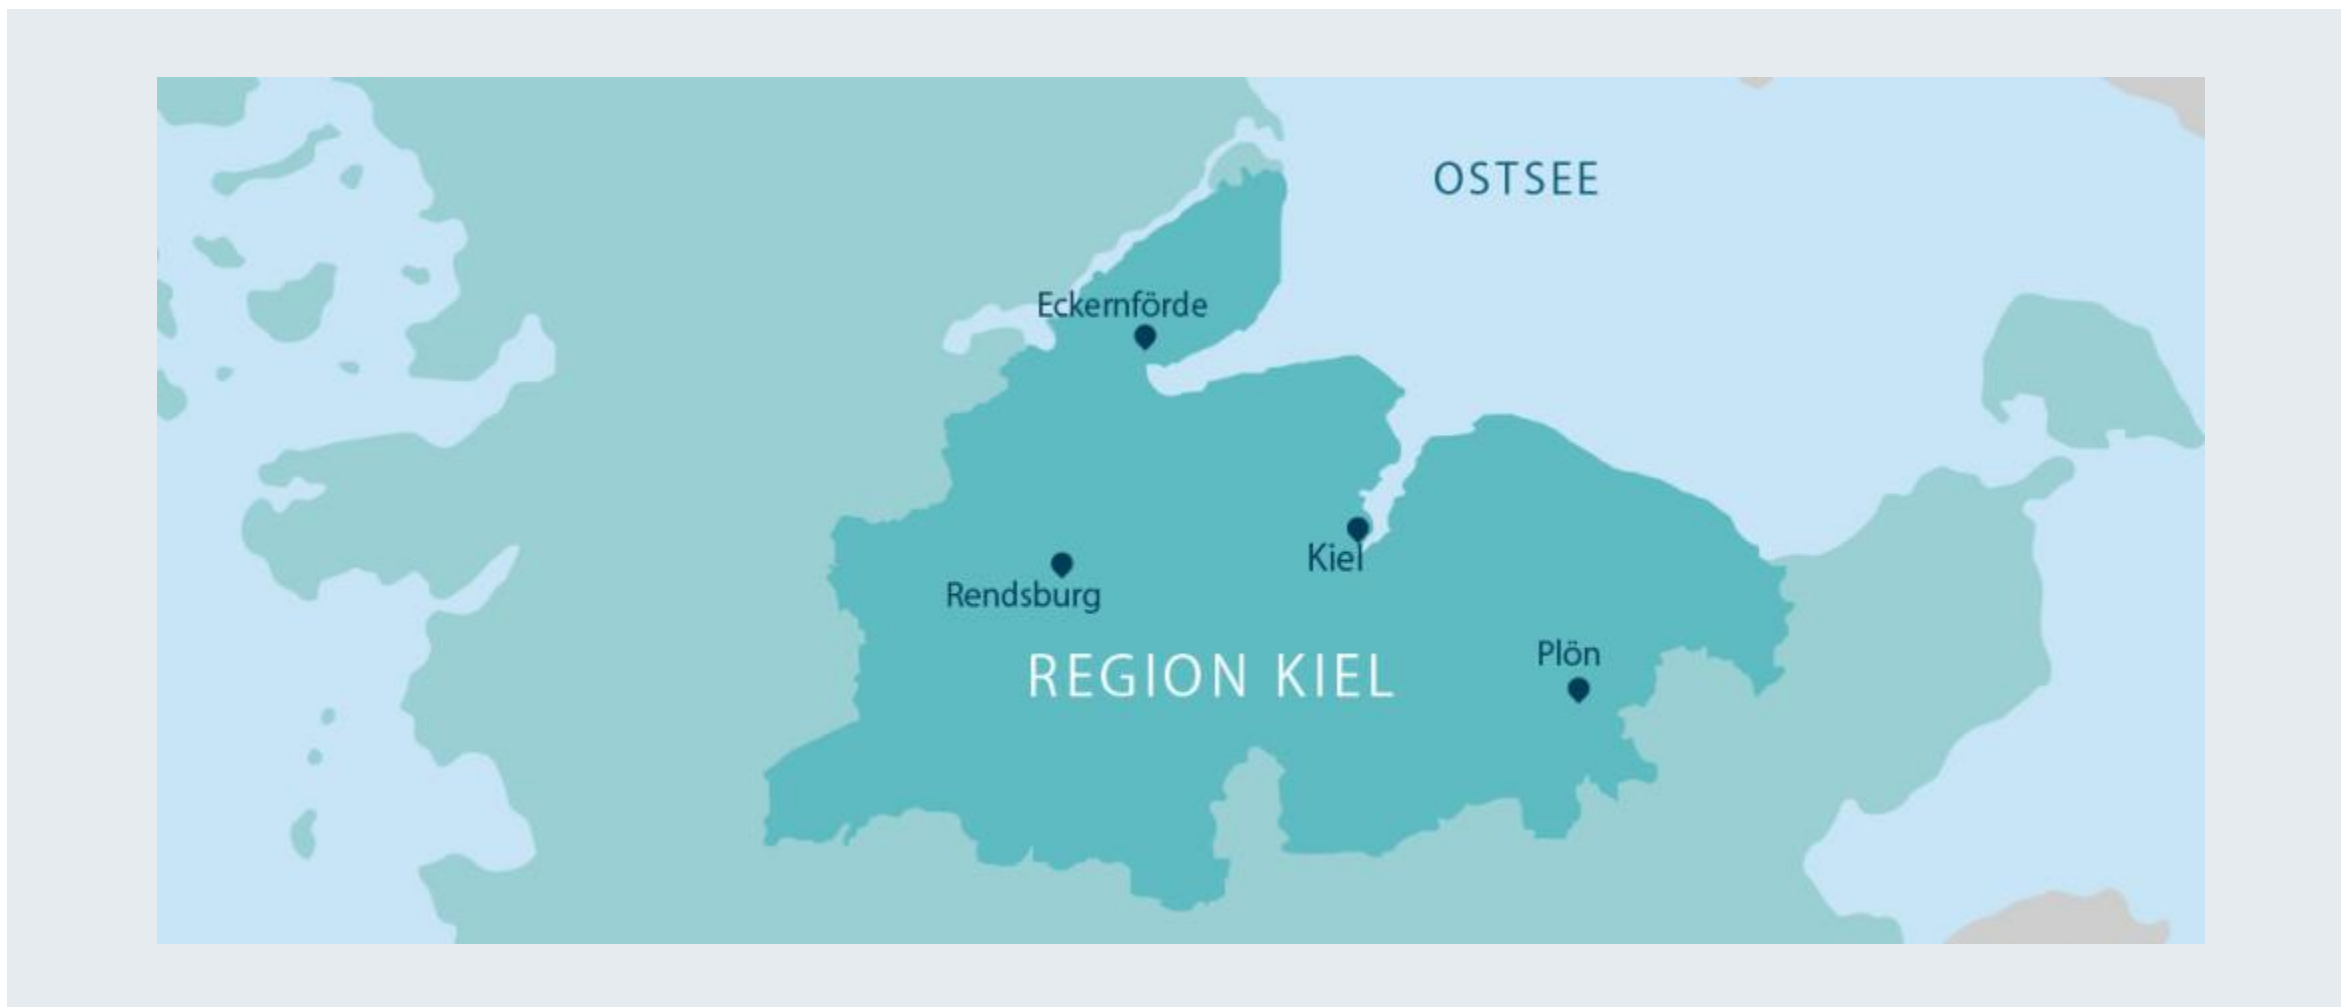 OSTSEE
Eckernförde
Kiel
Rendsburg
Plön
REGION KIEL